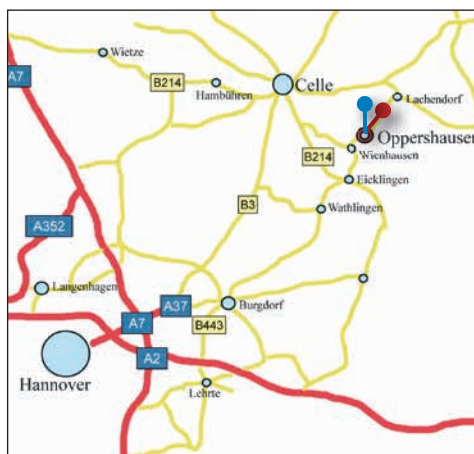 Wietze
A7
B214
Celle
Hambühren
Lachendorf
Oppershausen
B214
Wienhausen
Eicklingen
B3
Wathlingen
A352
Langenhagen
A37
Burgdorf
A7
B443
A2
Hannover
Lehrte